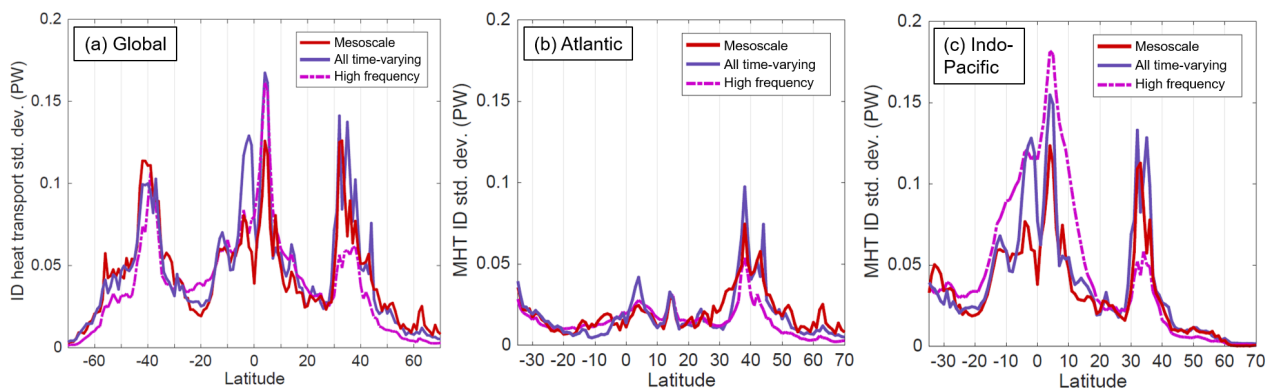 (a) Global
Mesoscale
All time-varying
High frequency
ID heat transport std. dev. (PW)
0.2
0.15
0.1
0.05
0
-60 -40 -20 0 20 40 60
Latitude
(b) Atlantic
Mesoscale
All time-varying
High frequency
MHT ID std. dev. (PW)
0.2
0.15
0.1
0.05
0
-30 -20 -10 0 10 20 30 40 50 60 70
Latitude
(c) Indo-
Pacific
Mesoscale
All time-varying
High frequency
MHT ID std. dev. (PW)
0.2
0.15
0.1
0.05
0
-30 -20 -10 0 10 20 30 40 50 60 70
Latitude